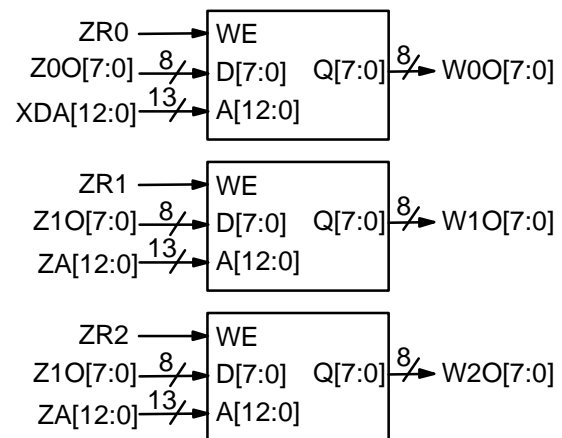 ZR0 WE
Z0O[7:0] 8 D[7:0] Q[7:0] 8 W0O[7:0]
XDA[12:0] 13 A[12:0]
ZR1 WE
Z1O[7:0] 8 D[7:0] Q[7:0] 8 W1O[7:0]
ZA[12:0] 13 A[12:0]
ZR2 WE
Z1O[7:0] 8 D[7:0] Q[7:0] 8 W2O[7:0]
ZA[12:0] 13 A[12:0]